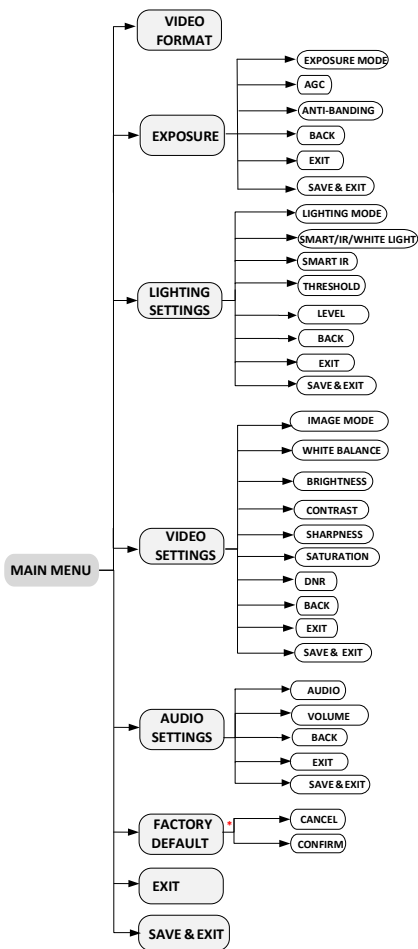 MAIN MENU
VIDEO
FORMAT
EXPOSURE
EXPOSURE MODE
AGC
ANTI-BANDING
BACK
EXIT
SAVE & EXIT
LIGHTING
SETTINGS
LIGHTING MODE
SMART/IR/WHITE LIGHT
SMART IR
THRESHOLD
LEVEL
BACK
EXIT
SAVE & EXIT
VIDEO
SETTINGS
IMAGE MODE
WHITE BALANCE
BRIGHTNESS
CONTRAST
SHARPNESS
SATURATION
DNR
BACK
EXIT
SAVE & EXIT
AUDIO
SETTINGS
AUDIO
VOLUME
BACK
EXIT
SAVE & EXIT
FACTORY
DEFAULT
*
CANCEL
CONFIRM
EXIT
SAVE & EXIT